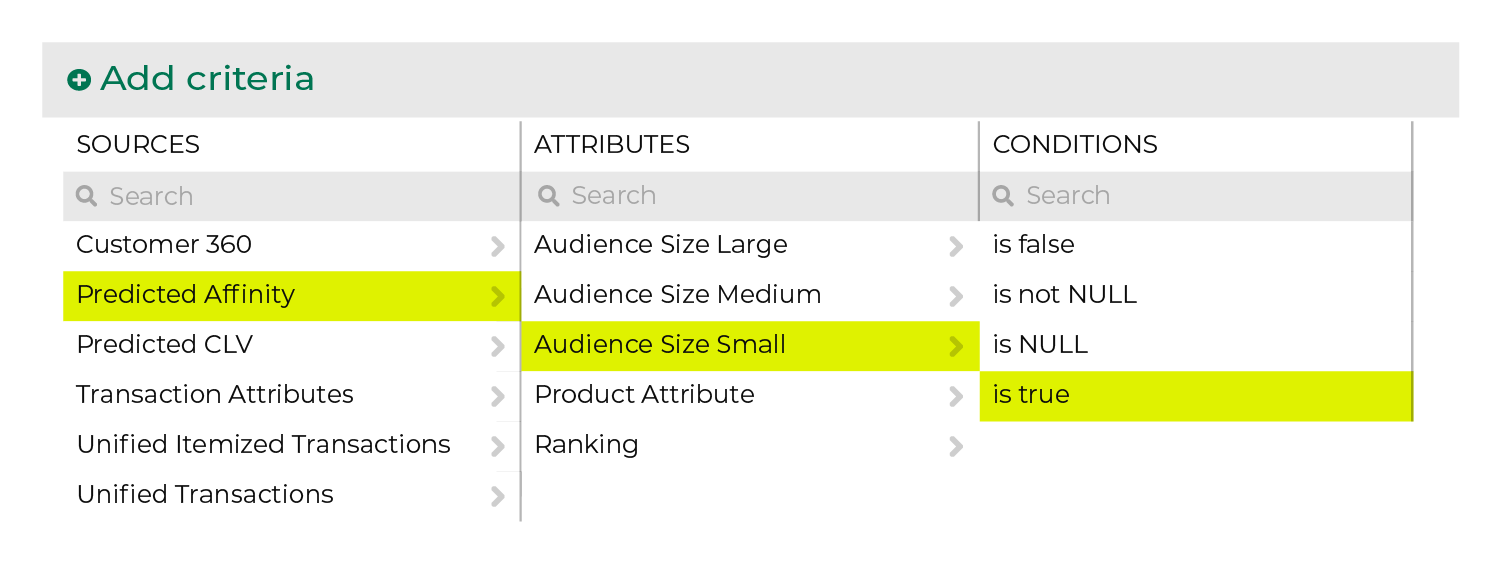 Add criteria
SOURCES
ATTRIBUTES
CONDITIONS
Search
Search
Search
Customer 360
Audience Size Large
is false
Predicted Affinity
Audience Size Medium
is not NULL
Predicted CLV
Audience Size Small
is NULL
Transaction Attributes
Product Attribute
is true
Unified Itemized Transactions
Ranking
Unified Transactions